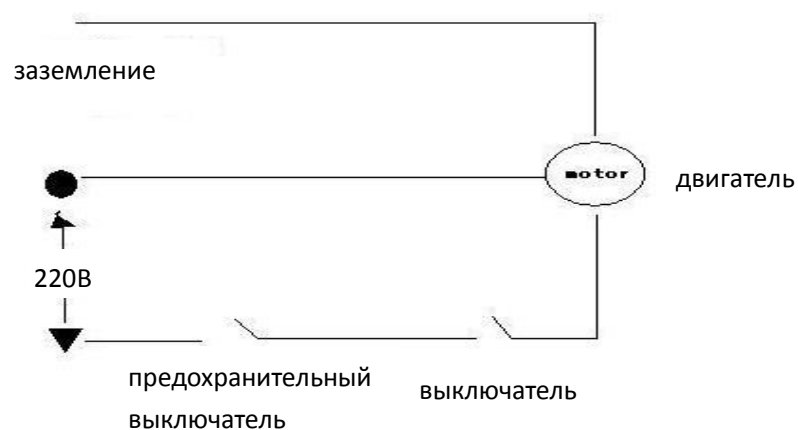 заземление
motor
двигатель
220В
предохранительный
выключатель
выключатель